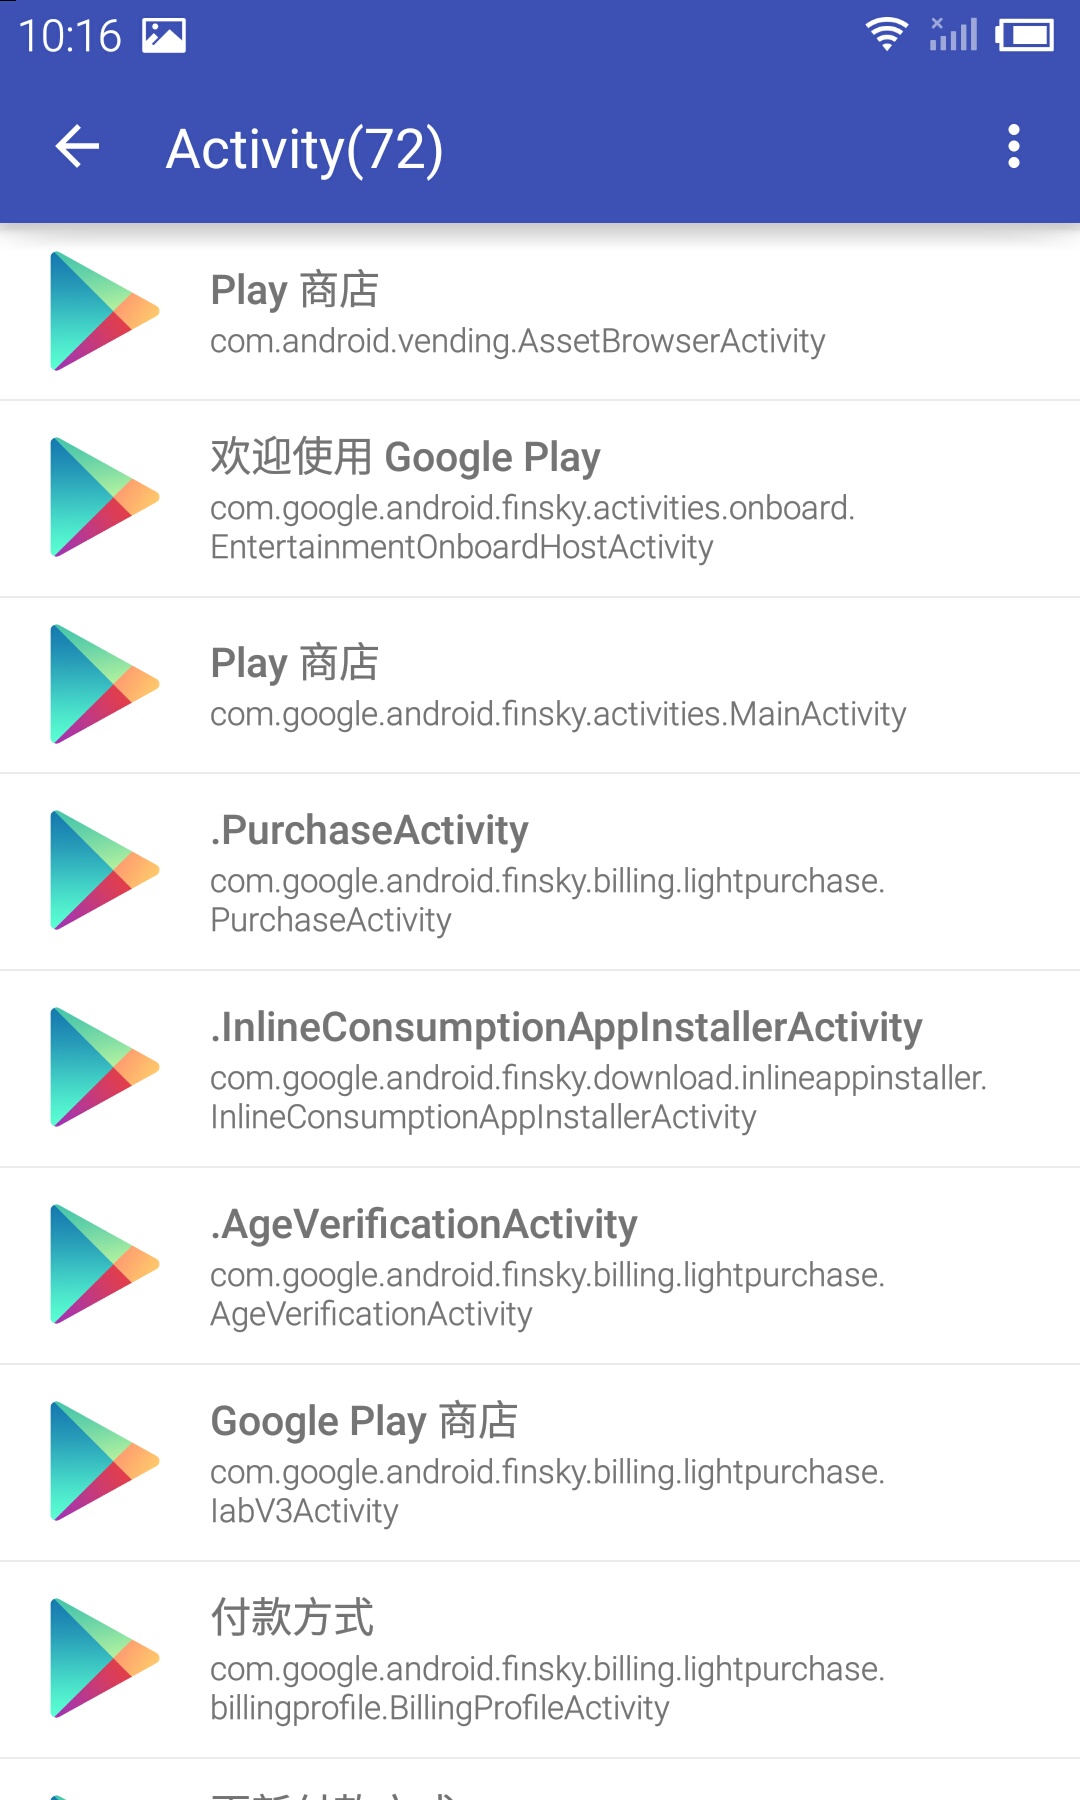 10:16
Activity(72)
Play 商店
com.android.vending.AssetBrowserActivity
欢迎使用 Google Play
com.google.android.finsky.activities.onboard.
EntertainmentOnboardHostActivity
Play 商店
com.google.android.finsky.activities.MainActivity
.PurchaseActivity
com.google.android.finsky.billing.lightpurchase.
PurchaseActivity
.InlineConsumptionAppInstallerActivity
com.google.android.finsky.download.inlineappinstaller.
InlineConsumptionAppInstallerActivity
.AgeVerificationActivity
com.google.android.finsky.billing.lightpurchase.
AgeVerificationActivity
Google Play 商店
com.google.android.finsky.billing.lightpurchase.
IabV3Activity
付款方式
com.google.android.finsky.billing.lightpurchase.
billingprofile.BillingProfileActivity